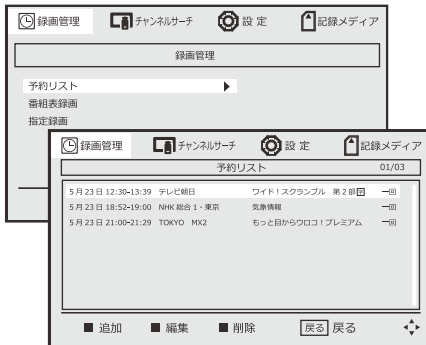 録画管理 チャンネルサーチ 設定 記録メディア
録画管理
予約リスト
番組表録画
指定録画
録画管理 チャンネルサーチ 設定 記録メディア
予約リスト 01/03
5月23日 12:30-13:39 テレビ朝日 ワイド！スクランブル 第２部字 一回
5月23日 18:52-19:00 NHK総合1・東京 気象情報 一回
5月23日 21:00-21:29 TOKYO MX2 もっと目からウロコ！プレミアム 一回
追加 編集 削除 戻る 戻る